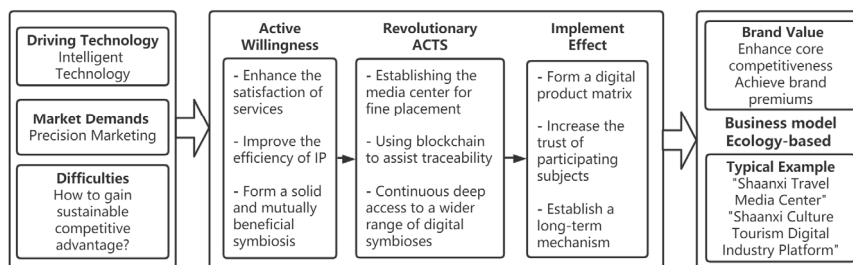 Driving Technology
Intelligent
Technology
Market Demands
Precision Marketing
Difficulties
How to gain
sustainable
competitive
advantage?
Active
Willingness
- Enhance the
satisfaction of
services
- Improve the
efficiency of IP
- Form a solid
and mutually
beneficial
symbiosis
Revolutionary
ACTS
- Establishing the
media center for
fine placement
- Using blockchain
to assist traceability
- Continuous deep
access to a wider
range of digital
symbioses
Implement
Effect
- Form a digital
product matrix
- Increase the
trust of
participating
subjects
- Establish a
long-term
mechanism
Brand Value
Enhance core
competitiveness
Achieve brand
premiums
Business model
Ecology-based
Typical Example
"Shaanxi Travel
Media Center"
"Shaanxi Culture
Tourism Digital
Industry Platform"